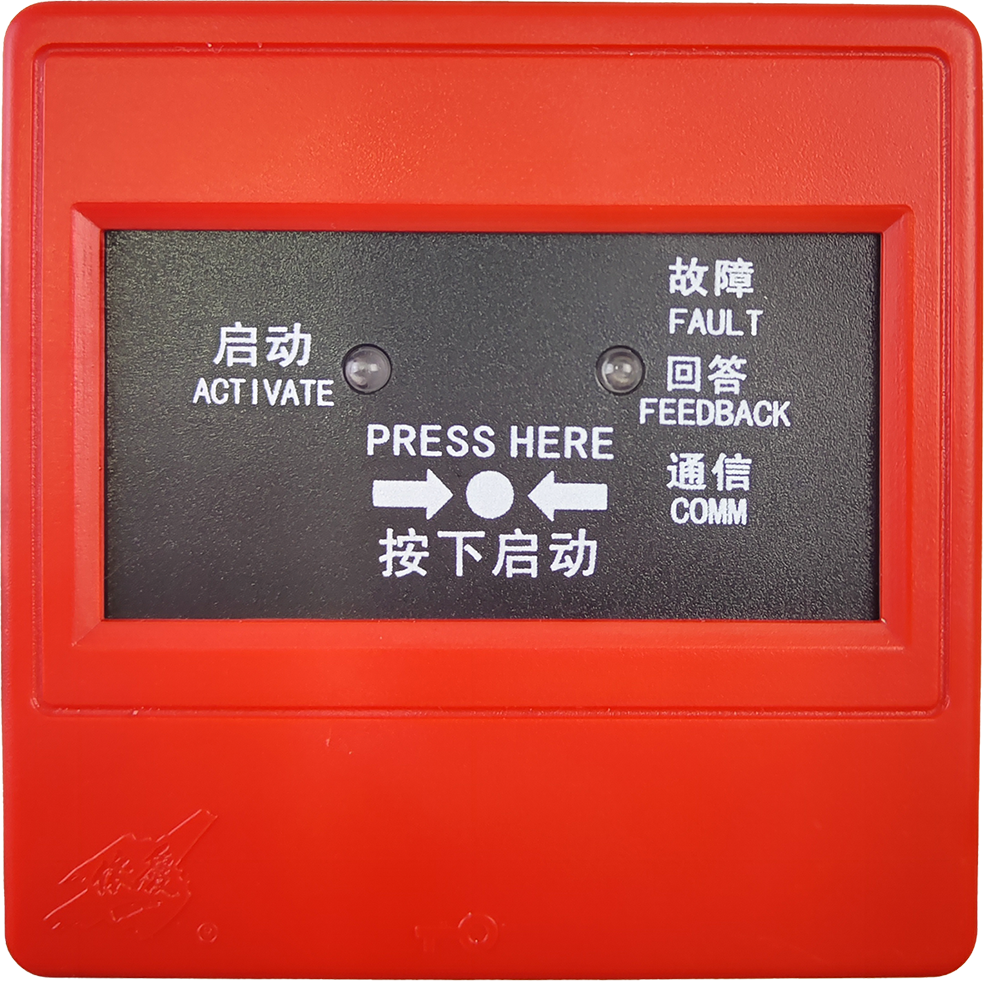 启动
ACTIVATE
故障
FAULT
回答
FEEDBACK
通信
COMM
PRESS HERE
按下启动
®